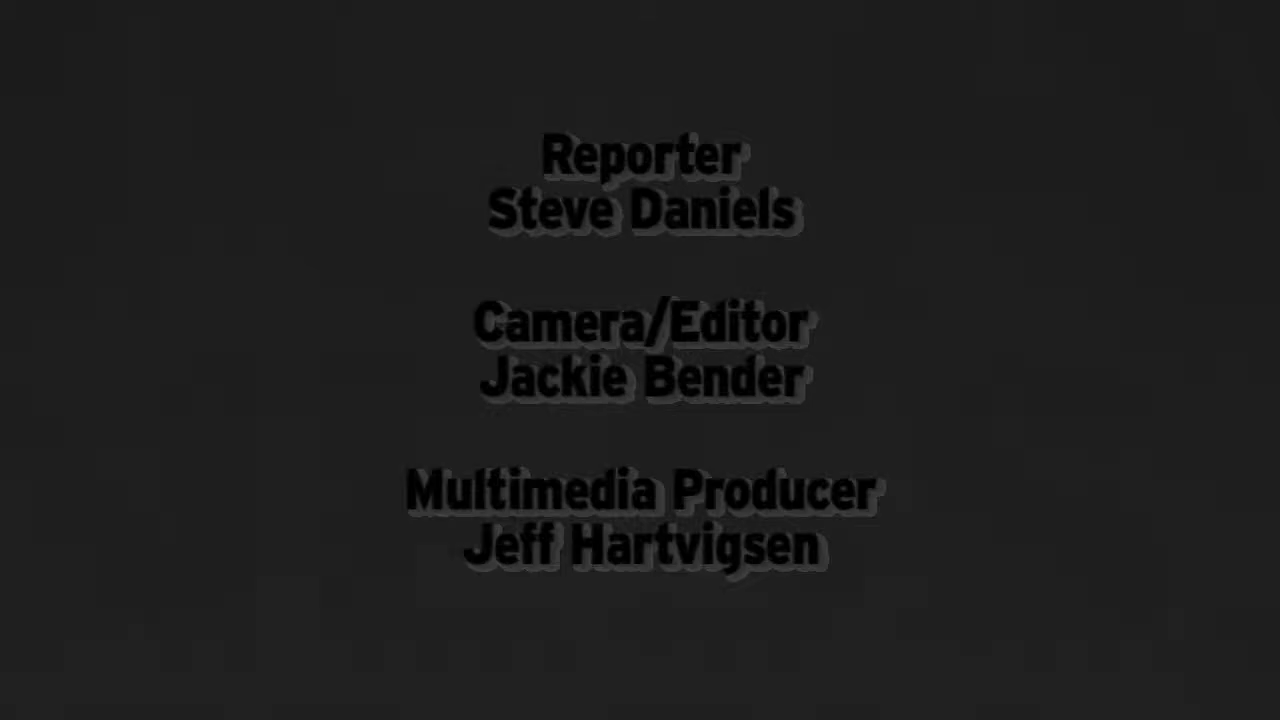 Reporter
Steve Daniels
Camera/Editor
Jackie Bender
Multimedia Producer
Jeff Hartvigsen